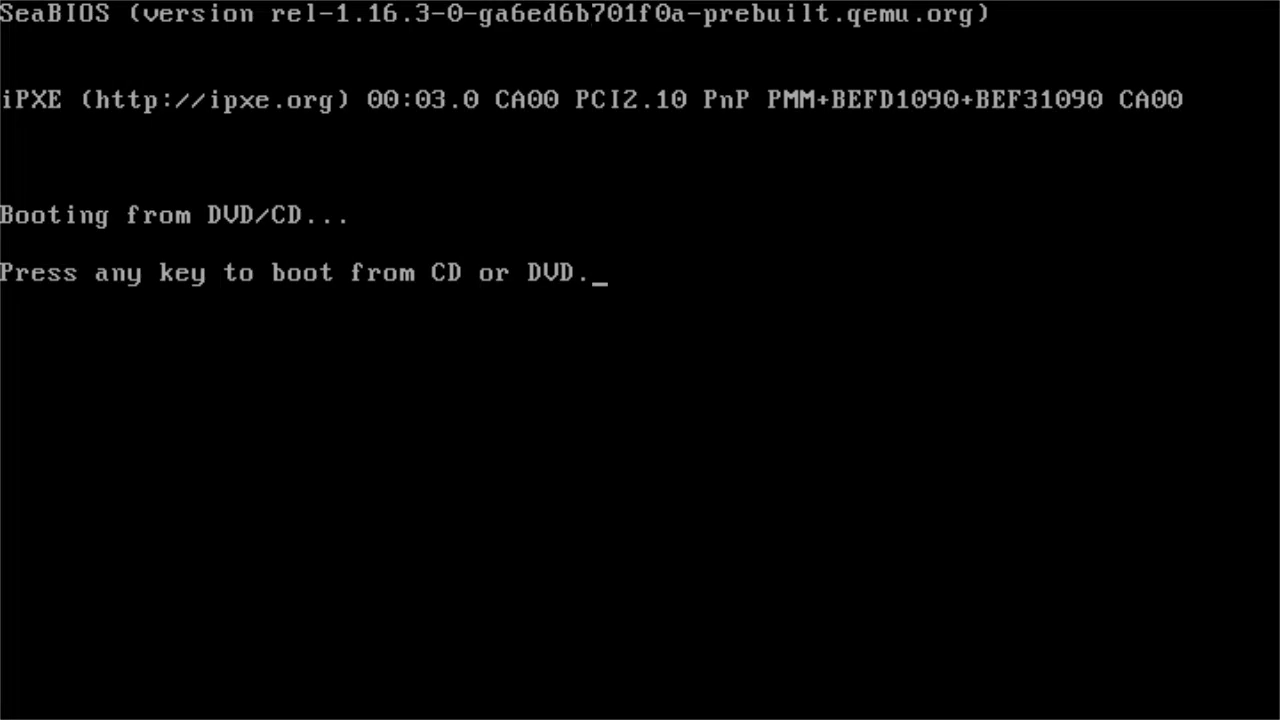 SeaBIOS (version rel-1.16.3-0-ga6ed6b701f0a-prebuilt.qemu.org)
iPXE (http://ipxe.org) 00:03.0 CA00 PCI2.10 PnP PMM+BEFD1090+BEF31090 CA00
Booting from DVD/CD...
Press any key to boot from CD or DVD._